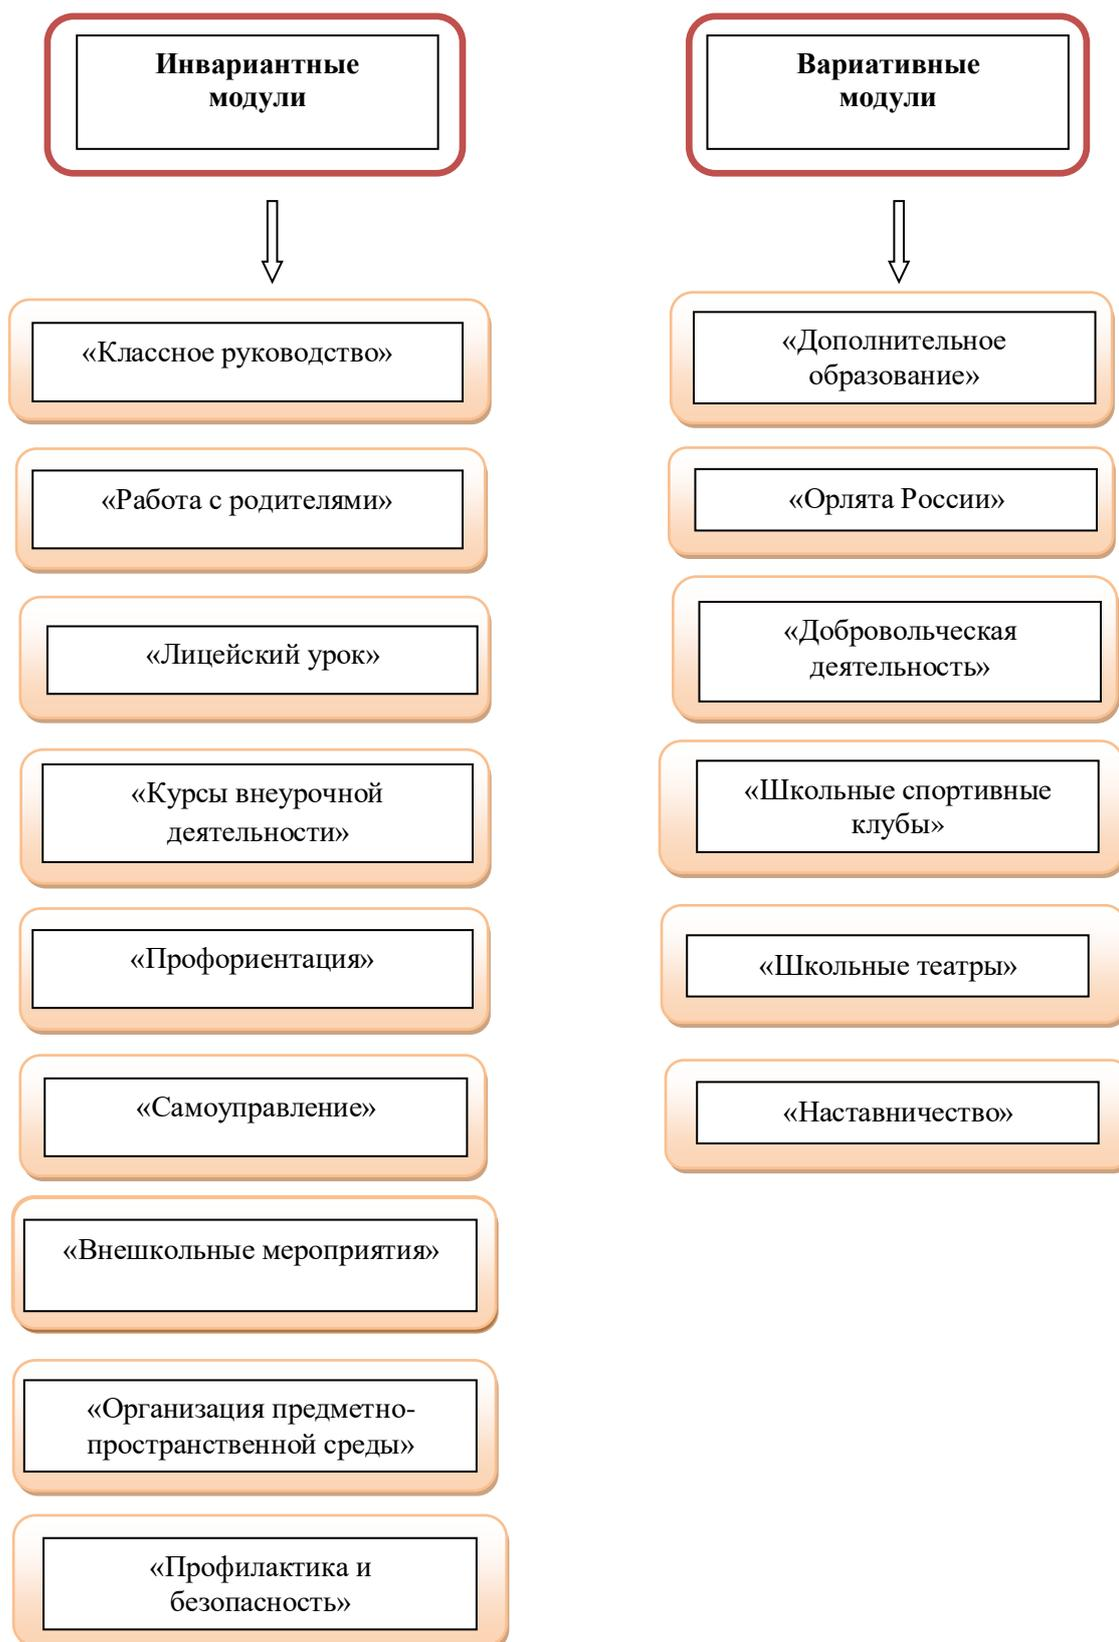 Инвариантные
модули
«Классное руководство»
«Работа с родителями»
«Лицейский урок»
«Курсы внеурочной
деятельности»
«Профориентация»
«Самоуправление»
«Внешкольные мероприятия»
«Организация предметно-
пространственной среды»
«Профилактика и
безопасность»
Вариативные
модули
«Дополнительное
образование»
«Орлята России»
«Добровольческая
деятельность»
«Школьные спортивные
клубы»
«Школьные театры»
«Наставничество»